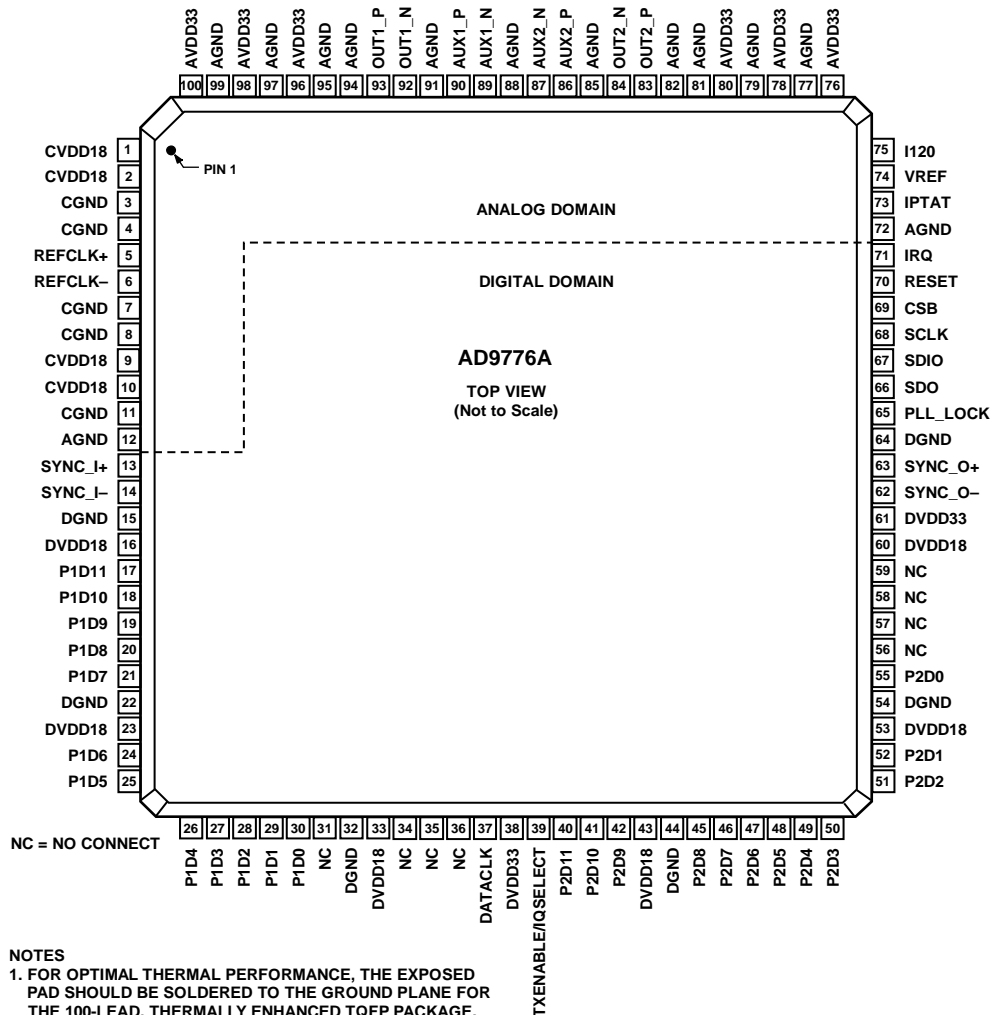 AVDD33
AGND
AVDD33
AGND
AVDD33
AGND
AGND
OUT1_P
OUT1_N
AGND
AUX1_P
AUX1_N
AGND
AUX2_N
AUX2_P
AGND
OUT2_N
OUT2_P
AGND
AGND
AVDD33
AGND
AVDD33
AGND
AVDD33
100 99 98 97 96 95 94 93 92 91 90 89 88 87 86 85 84 83 82 81 80 79 78 77 76
CVDD18 1
CVDD18 2
CGND 3
CGND 4
REFCLK+ 5
REFCLK– 6
CGND 7
CGND 8
CVDD18 9
CVDD18 10
CGND 11
AGND 12
SYNC_I+ 13
SYNC_I– 14
DGND 15
DVDD18 16
P1D11 17
P1D10 18
P1D9 19
P1D8 20
P1D7 21
DGND 22
DVDD18 23
P1D6 24
P1D5 25
PIN 1
ANALOG DOMAIN
DIGITAL DOMAIN
AD9776A
TOP VIEW
(Not to Scale)
75 I120
74 VREF
73 IPTAT
72 AGND
71 IRQ
70 RESET
69 CSB
68 SCLK
67 SDIO
66 SDO
65 PLL_LOCK
64 DGND
63 SYNC_O+
62 SYNC_O–
61 DVDD33
60 DVDD18
59 NC
58 NC
57 NC
56 NC
55 P2D0
54 DGND
53 DVDD18
52 P2D1
51 P2D2
26 27 28 29 30 31 32 33 34 35 36 37 38 39 40 41 42 43 44 45 46 47 48 49 50
P1D4
P1D3
P1D2
P1D1
P1D0
NC
DGND
DVDD18
NC
NC
NC
DATACLK
DVDD33
TXENABLE/IQSELECT
P2D11
P2D10
P2D9
DVDD18
DGND
P2D8
P2D7
P2D6
P2D5
P2D4
P2D3
NC = NO CONNECT
NOTES
1. FOR OPTIMAL THERMAL PERFORMANCE, THE EXPOSED
PAD SHOULD BE SOLDERED TO THE GROUND PLANE FOR
THE 100-LEAD, THERMALLY ENHANCED TQFP PACKAGE.